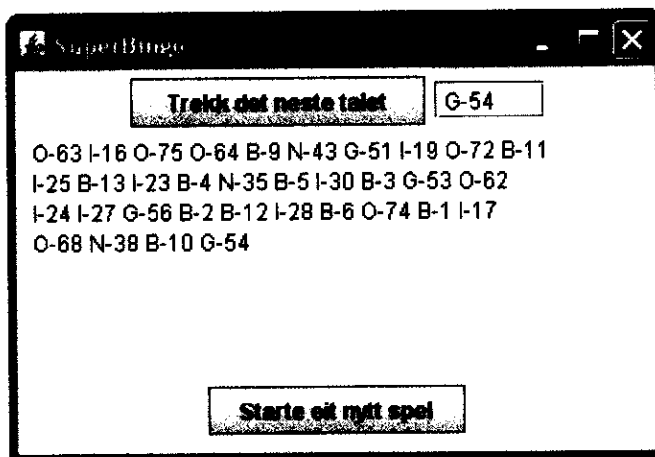 SuperBingo
Trekk det neste talet G-54
O-63 I-16 O-75 O-64 B-9 N-43 G-51 I-19 O-72 B-11
I-25 B-13 I-23 B-4 N-35 B-5 I-30 B-3 G-53 O-62
I-24 I-27 G-56 B-2 B-12 I-28 B-6 O-74 B-1 I-17
O-68 N-38 B-10 G-54
Starte eit nytt spel